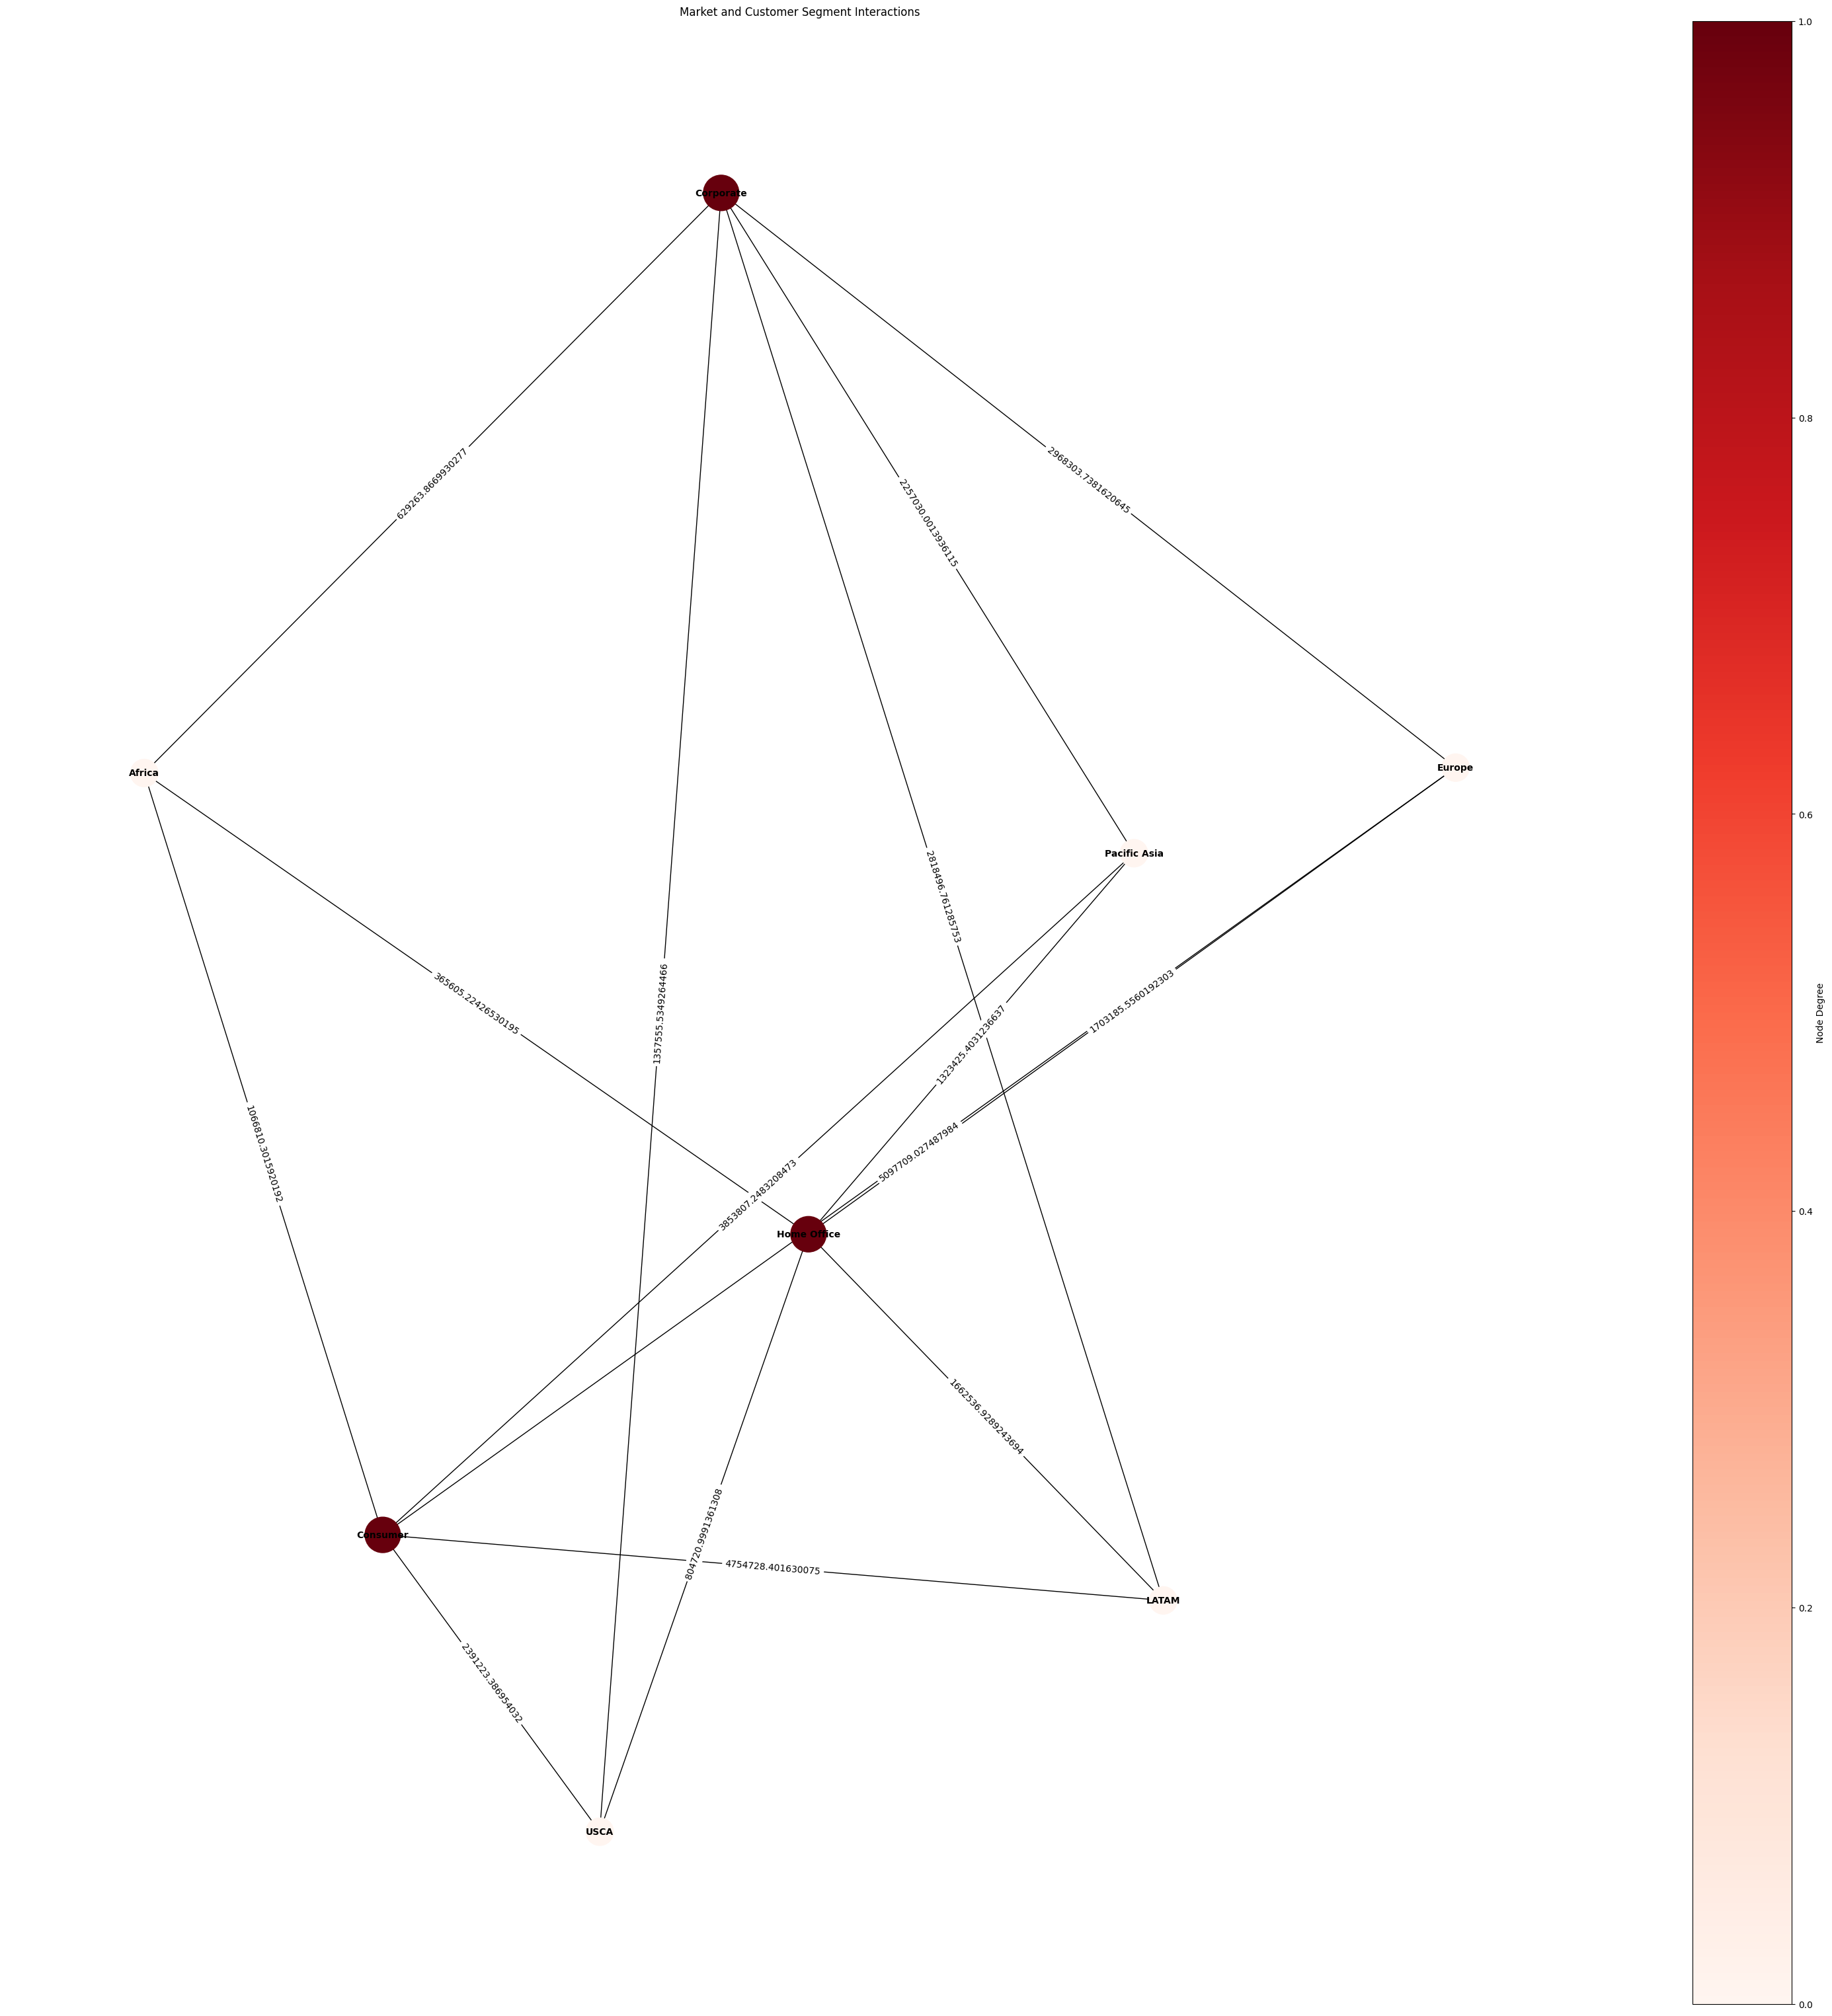 Market and Customer Segment Interactions
1.0
Corporate
0.8
629263.8669930277
2968303.7381620645
2257030.0013936115
Africa
Europe
0.6
Pacific Asia
2818496.761285753
365605.22426530195
1357555.5349264466
1703185.5560192303
Node Degree
1323425.4031236637
1066810.3015920192
5097709.027487984
3853807.2483208473
0.4
Home Office
1662536.9289243694
Consumer
804720.9991361308
4754728.401630075
LATAM
0.2
2391223.386954032
USCA
0.0